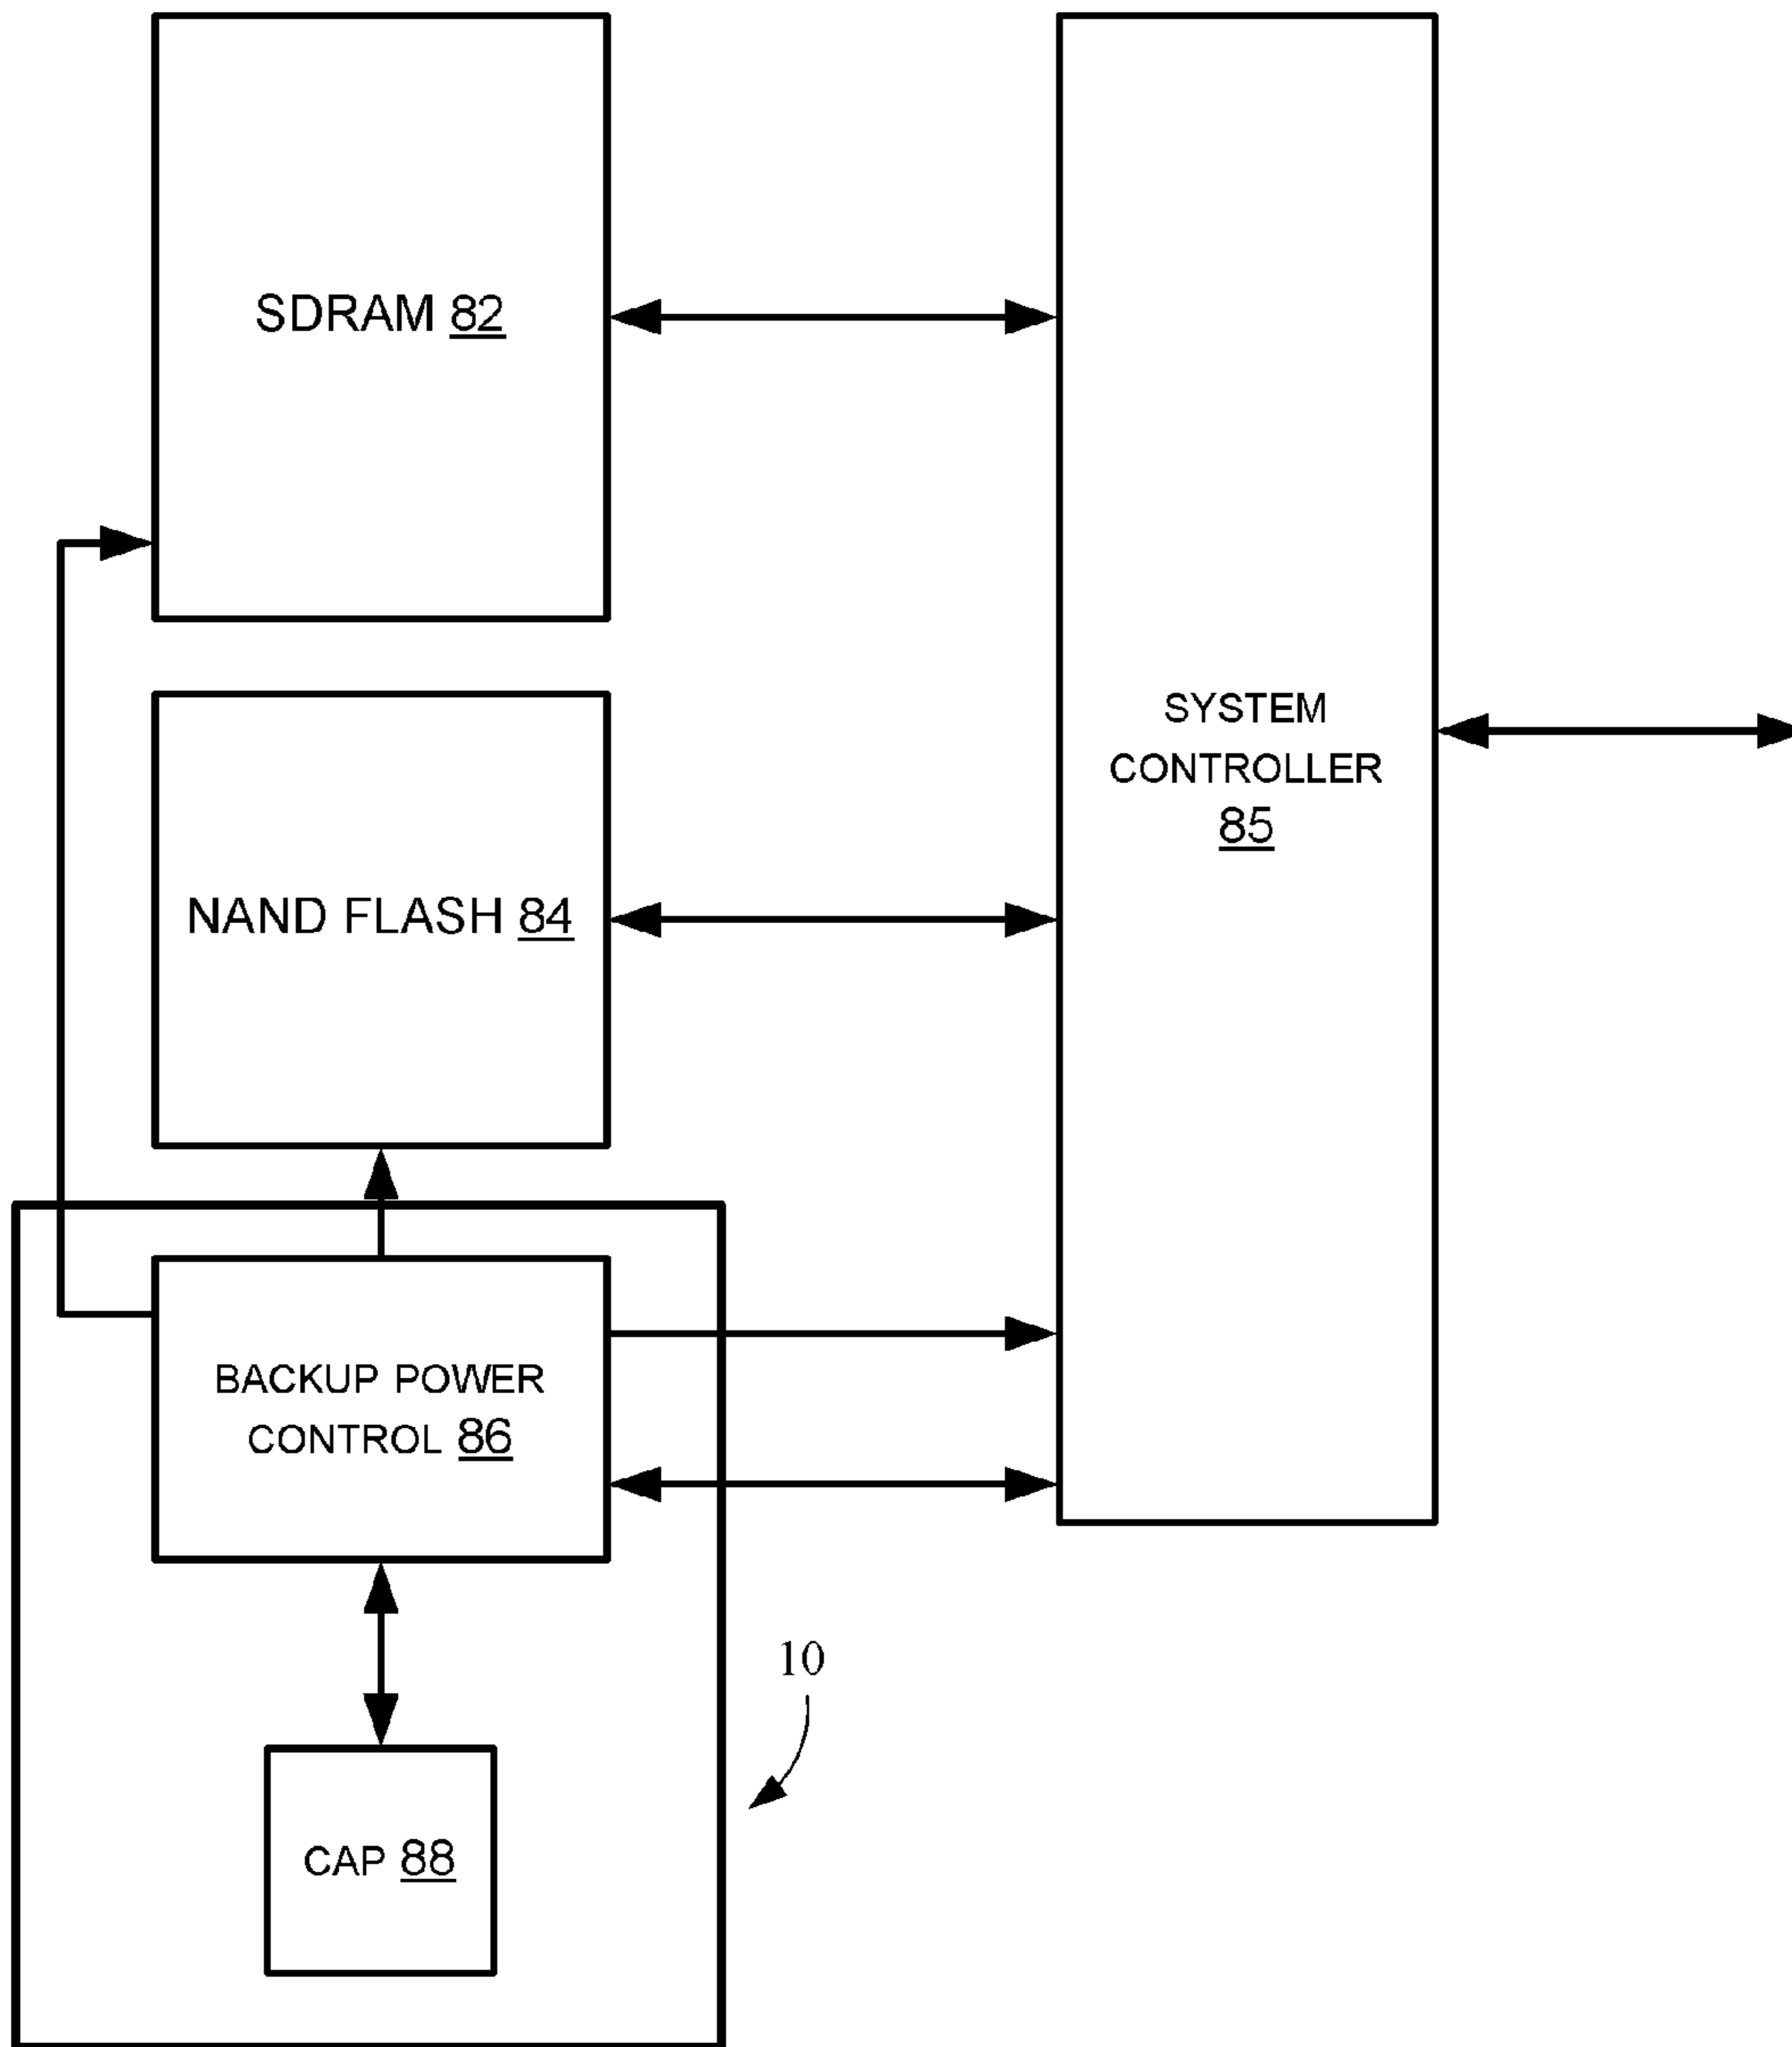 SDRAM 82
SYSTEM
CONTROLLER
85
NAND FLASH 84
BACKUP POWER
CONTROL 86
10
CAP 88